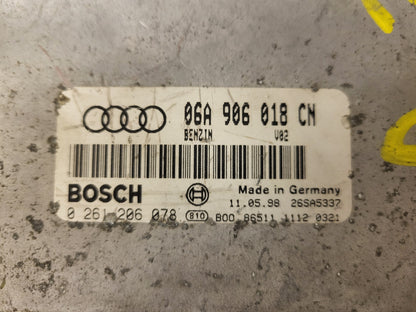 06A 906 018 CN
BENZIN V02
BOSCH
Made in Germany
11.05.98 26SA5337
0 261 206 078 810 B00 86511 1112 0321